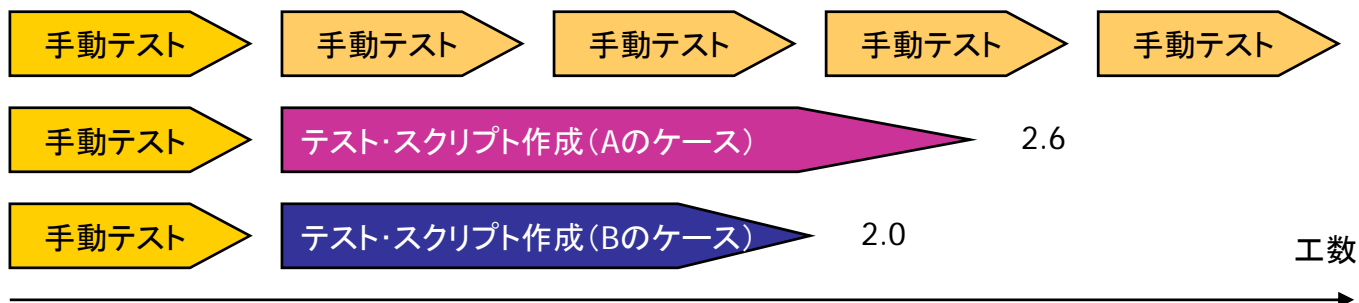 手動テスト 手動テスト 手動テスト 手動テスト 手動テスト
手動テスト テスト・スクリプト作成（Aのケース） 2.6
手動テスト テスト・スクリプト作成（Bのケース） 2.0
工数